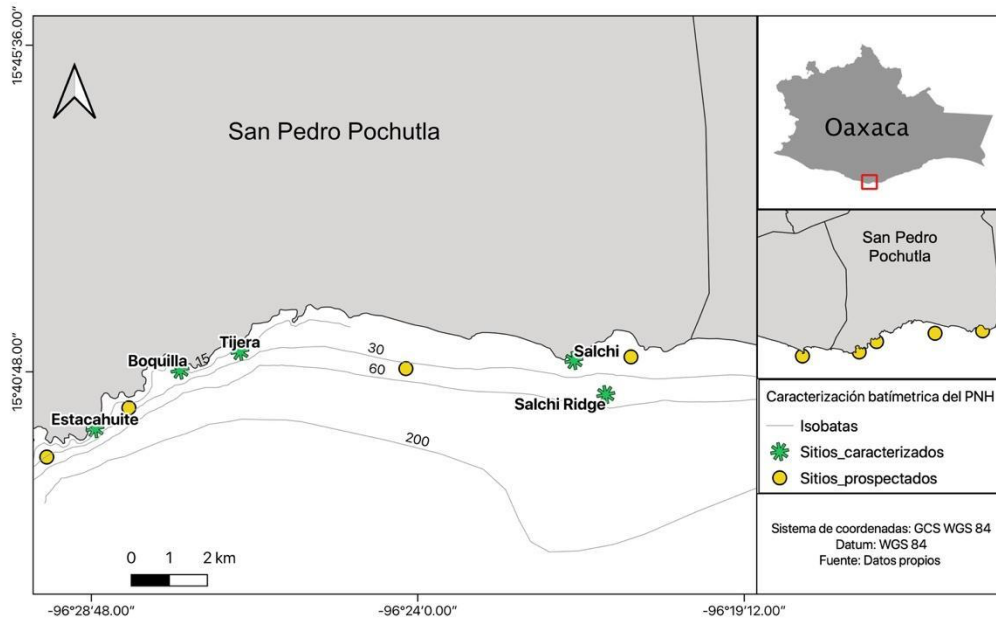 15°45′36.00″
San Pedro Pochutla
Tijera
Boquilla
15
30
60
Salchi
15°40′48.00″
Salchi Ridge
Estacahuite
200
0 1 2 km
-96°28′48.00″
-96°24′0.00″
-96°19′12.00″
Oaxaca
San Pedro
Pochutla
Caracterización batímetrica del PNH
Isobatas
Sitios_caracterizados
Sitios_prospectados
Sistema de coordenadas: GCS WGS 84
Datum: WGS 84
Fuente: Datos propios